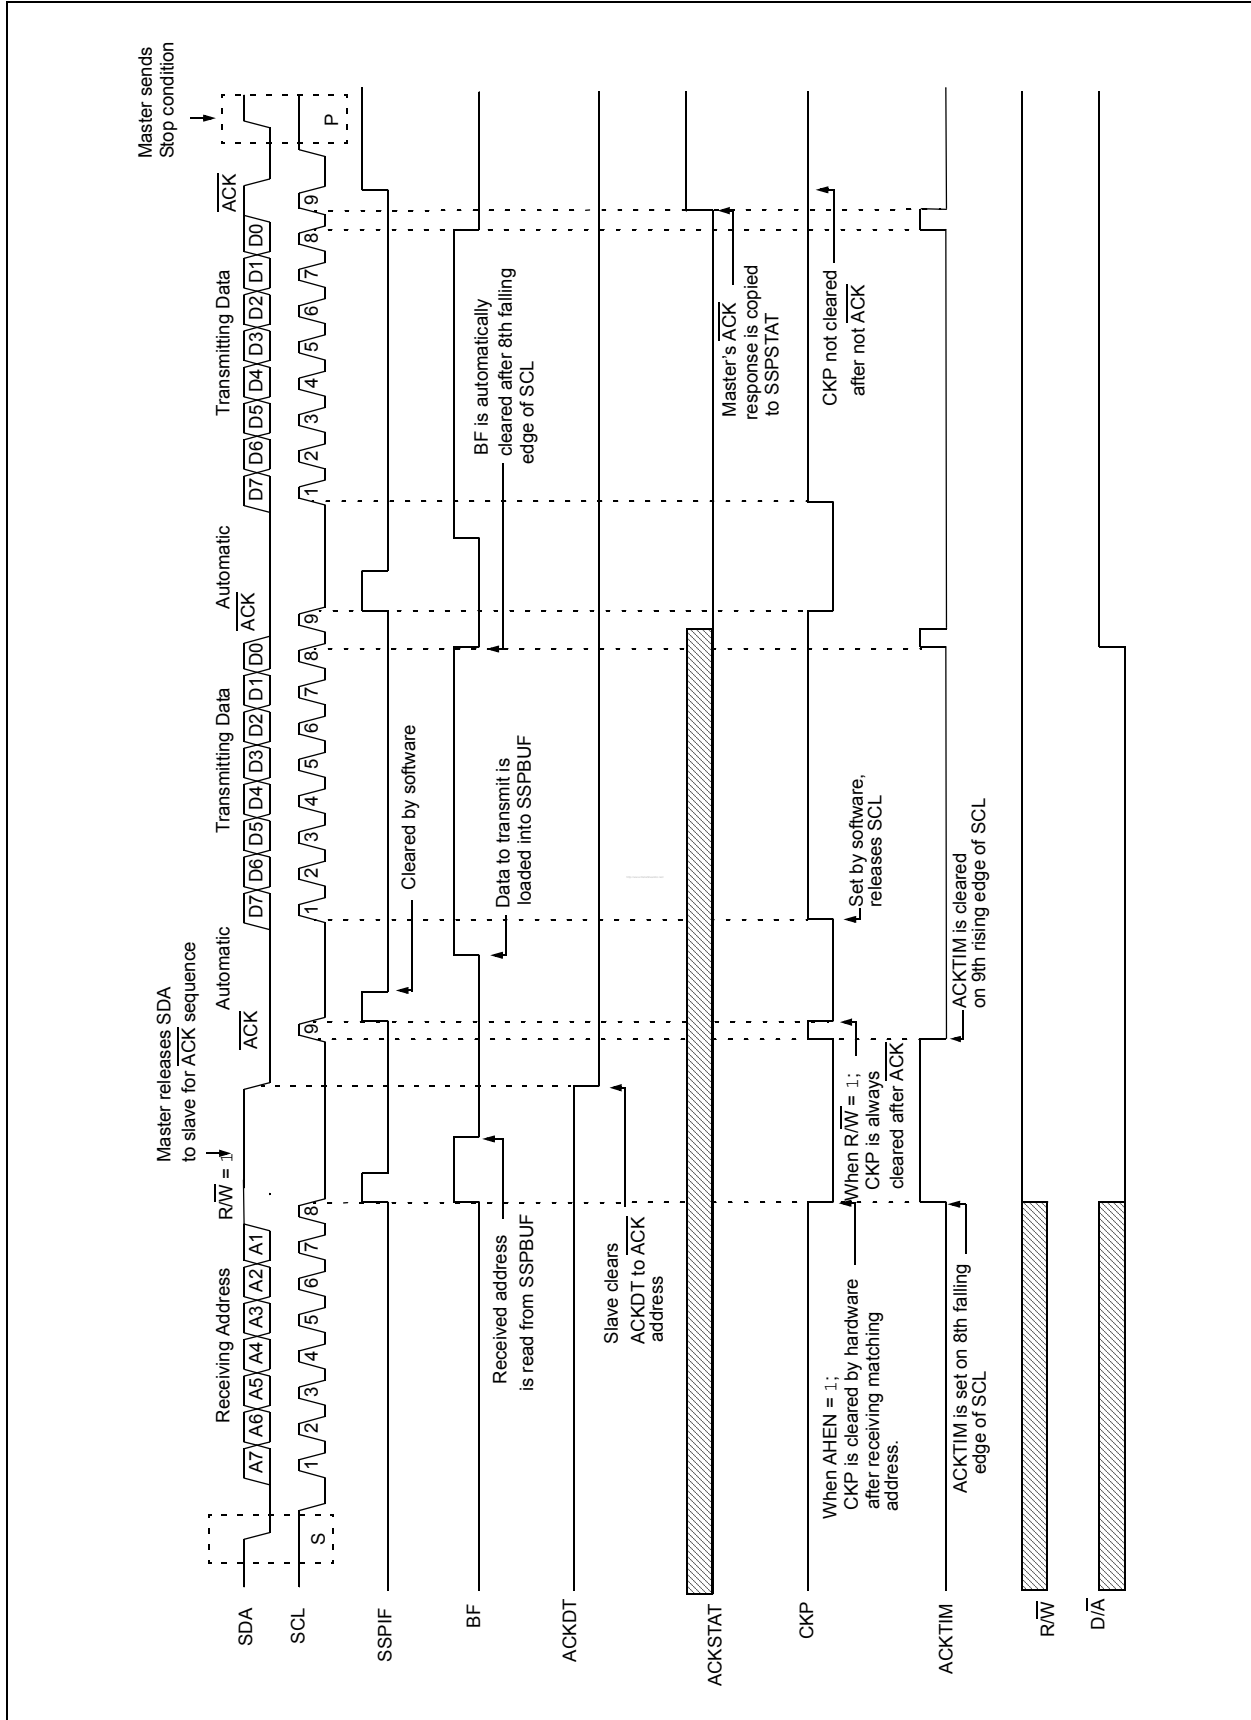 Master releases SDA
to slave for ACK sequence
Master sends
Stop condition
Receiving Address
R/W = 1
Automatic
Transmitting Data
Automatic
Transmitting Data
ACK
ACK
ACK
SDA
A7 A6 A5 A4 A3 A2 A1
D7 D6 D5 D4 D3 D2 D1 D0
D7 D6 D5 D4 D3 D2 D1 D0
SCL
S
1 2 3 4 5 6 7 8 9
1 2 3 4 5 6 7 8 9
1 2 3 4 5 6 7 8 9
P
SSPIF
Cleared by software
BF
Received address
is read from SSPBUF
Data to transmit is
loaded into SSPBUF
BF is automatically
cleared after 8th falling
edge of SCL
ACKDT
Slave clears
ACKDT to ACK
address
ACKSTAT
Master's ACK
response is copied
to SSPSTAT
CKP
When AHEN = 1;
CKP is cleared by hardware
after receiving matching
address.
When R/W = 1;
CKP is always
cleared after ACK
Set by software,
releases SCL
CKP not cleared
after not ACK
ACKTIM
ACKTIM is set on 8th falling
edge of SCL
ACKTIM is cleared
on 9th rising edge of SCL
R/W
D/A